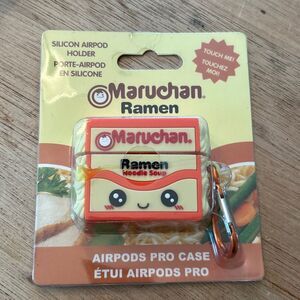 SILICON AIRPOD
HOLDER
PORTE-AIRPOD
EN SILICONE
TOUCH ME!
TOUCHEZ
MOI!
Maruchan.
Ramen
Maruchan.
Ramen
Noodle Soup
AIRPODS PRO CASE
ÉTUI AIRPODS PRO